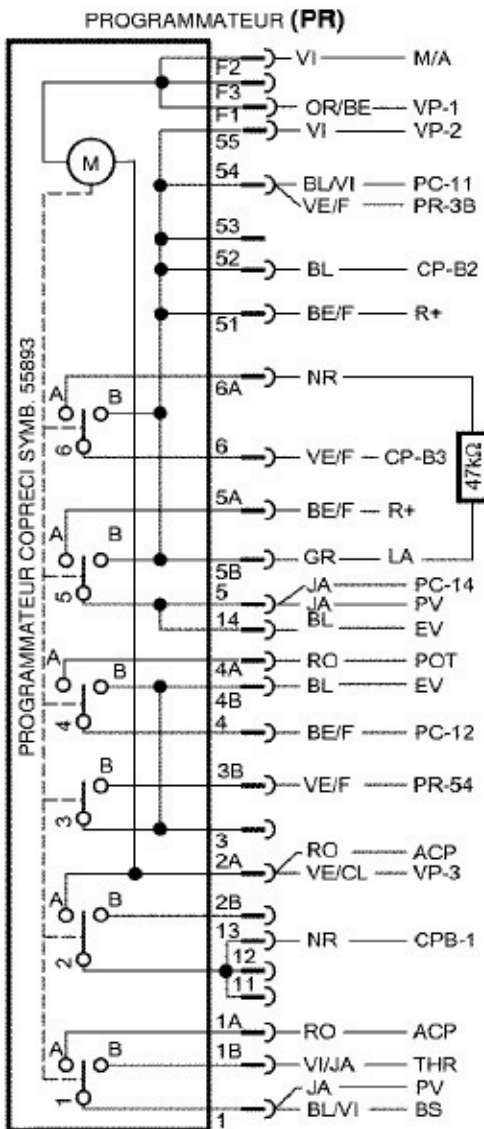 PROGRAMMATEUR (PR)
F2 VI M/A
F3
F1 OR/BE VP-1
55 VI VP-2
M
54 BL/VI PC-11
VE/F PR-3B
53
52 BL CP-B2
51 BE/F R+
PROGRAMMATEUR COPRECI SYMB. 55893
6A NR
A B
6 6 VE/F CP-B3
47kΩ
5A BE/F R+
A B
5B GR LA
5 5 JA PC-14
JA PV
14 BL EV
A 4A RO POT
B 4B BL EV
4 4 BE/F PC-12
B 3B VE/F PR-54
3 3
RO ACP
2A VE/CL VP-3
A B 2B
13 NR CPB-1
2 12
11
1A RO ACP
A B 1B VI/JA THR
JA PV
1 1 BL/VI BS